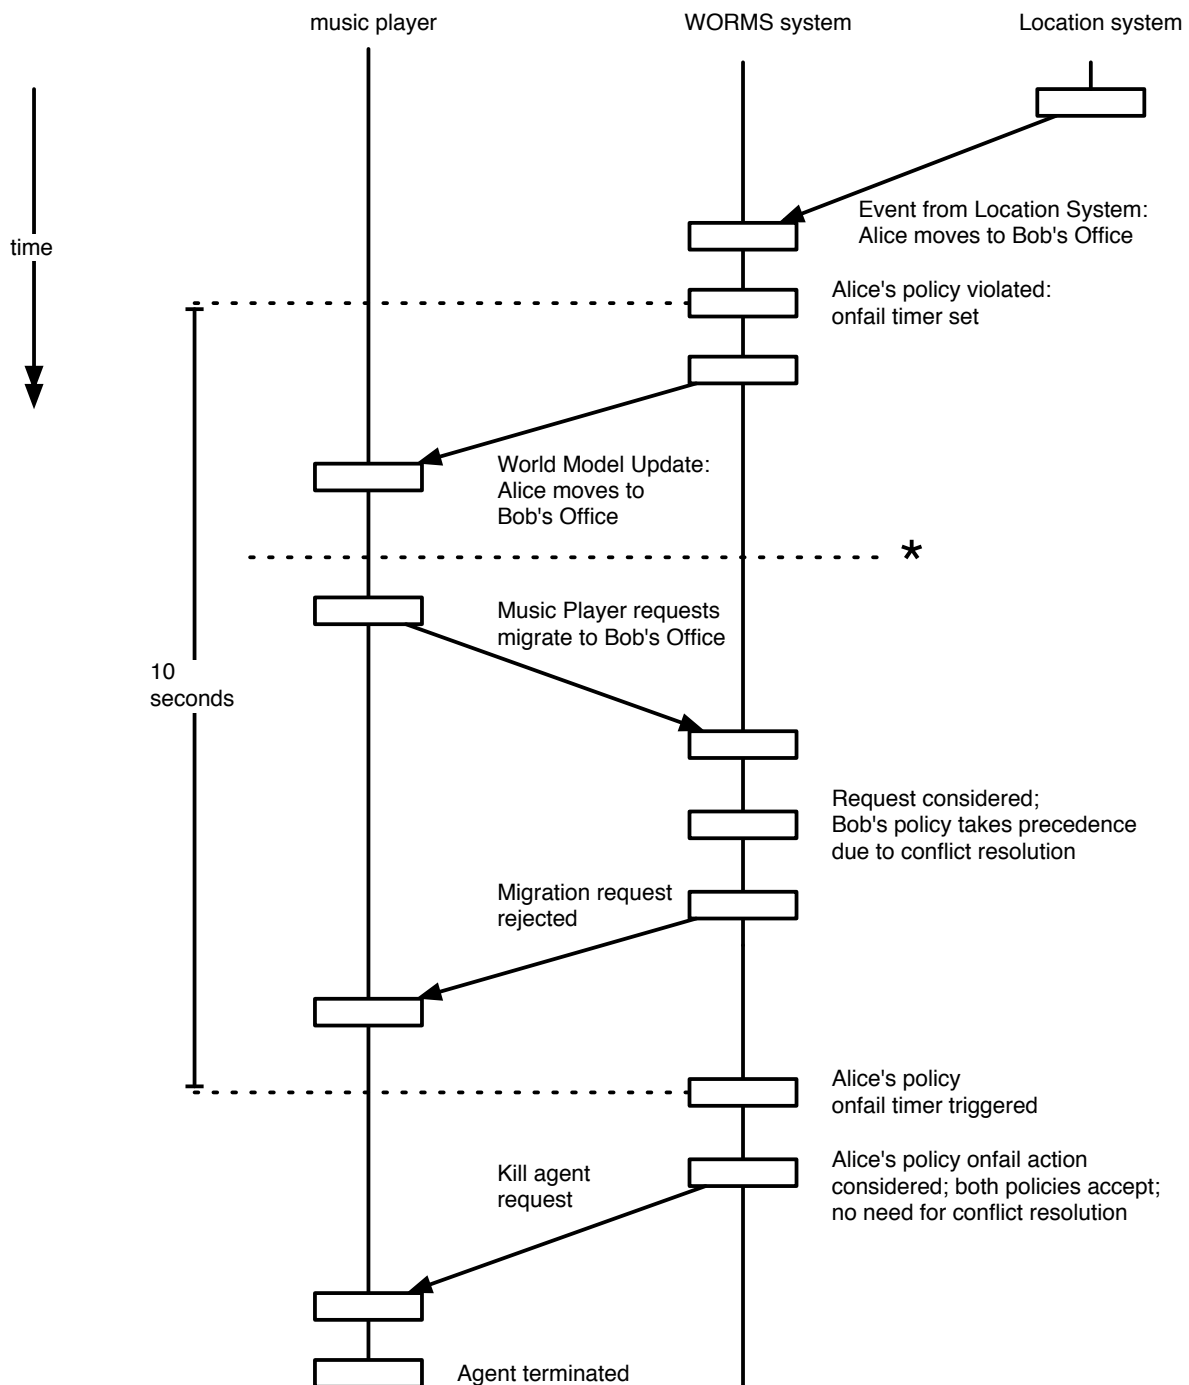 music player
WORMS system
Location system
Event from Location System:
Alice moves to Bob's Office
time
Alice's policy violated:
onfail timer set
World Model Update:
Alice moves to
Bob's Office
*
Music Player requests
migrate to Bob's Office
10
seconds
Request considered;
Bob's policy takes precedence
due to conflict resolution
Migration request
rejected
Alice's policy
onfail timer triggered
Alice's policy onfail action
considered; both policies accept;
no need for conflict resolution
Kill agent
request
Agent terminated